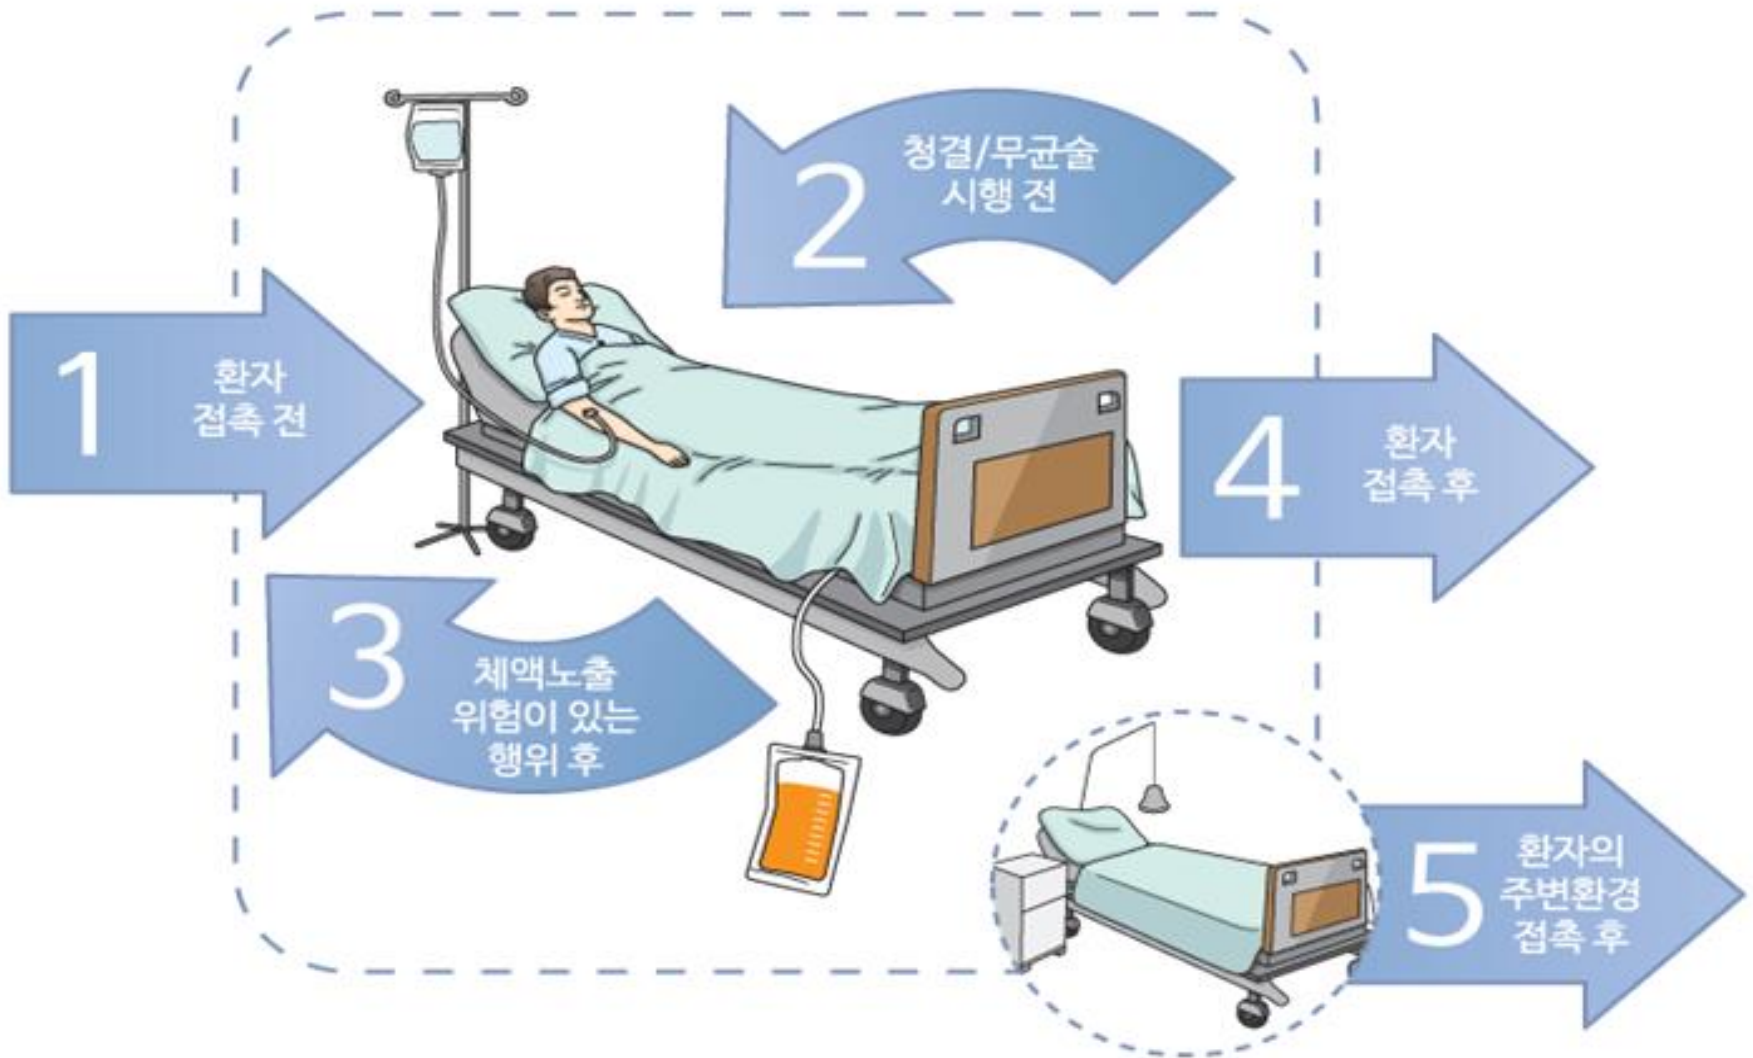 1
환자
접촉 전
2
청결/무균술
시행 전
3
체액노출
위험이 있는
행위 후
4
환자
접촉 후
5
환자의
주변환경
접촉 후